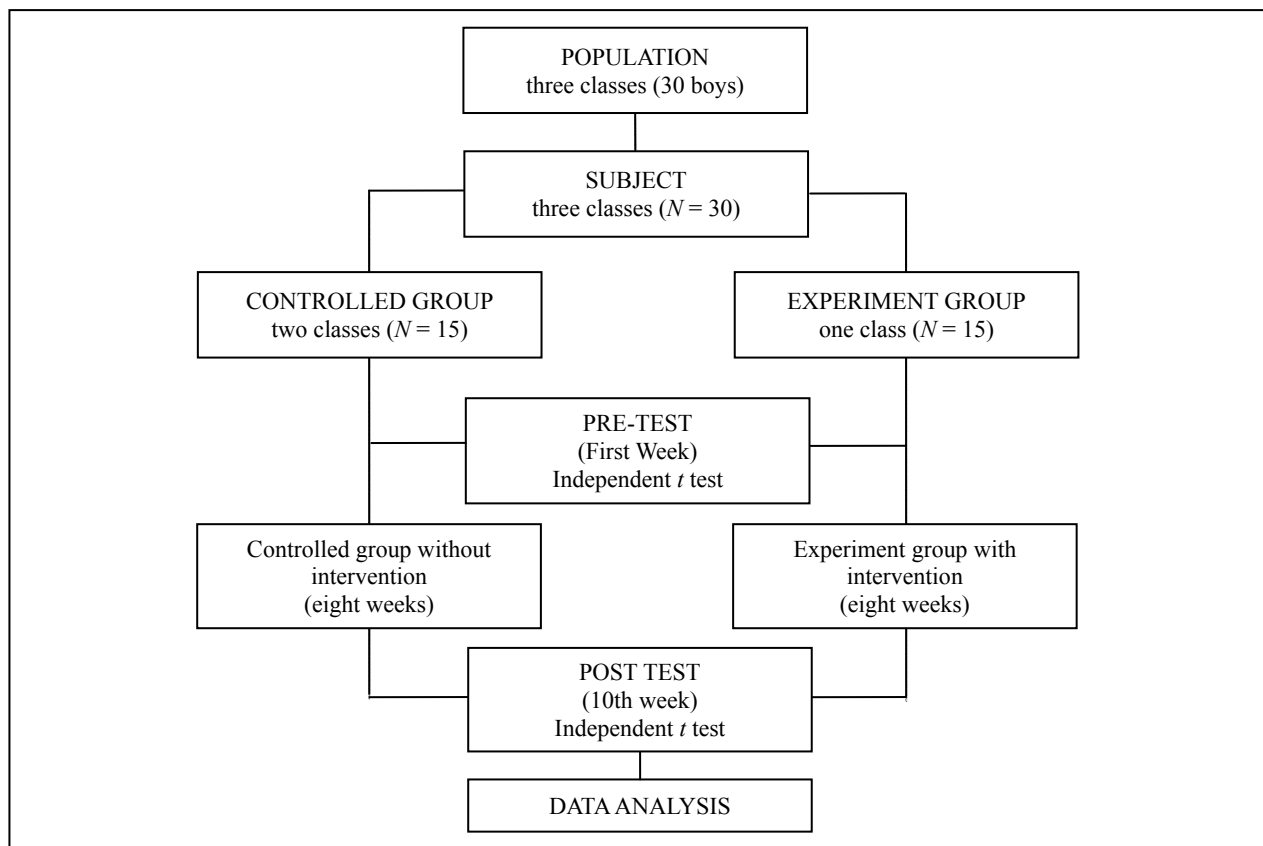 POPULATION
three classes (30 boys)
SUBJECT
three classes (N = 30)
CONTROLLED GROUP
two classes (N = 15)
EXPERIMENT GROUP
one class (N = 15)
PRE-TEST
(First Week)
Independent t test
Controlled group without
intervention
(eight weeks)
Experiment group with
intervention
(eight weeks)
POST TEST
(10th week)
Independent t test
DATA ANALYSIS